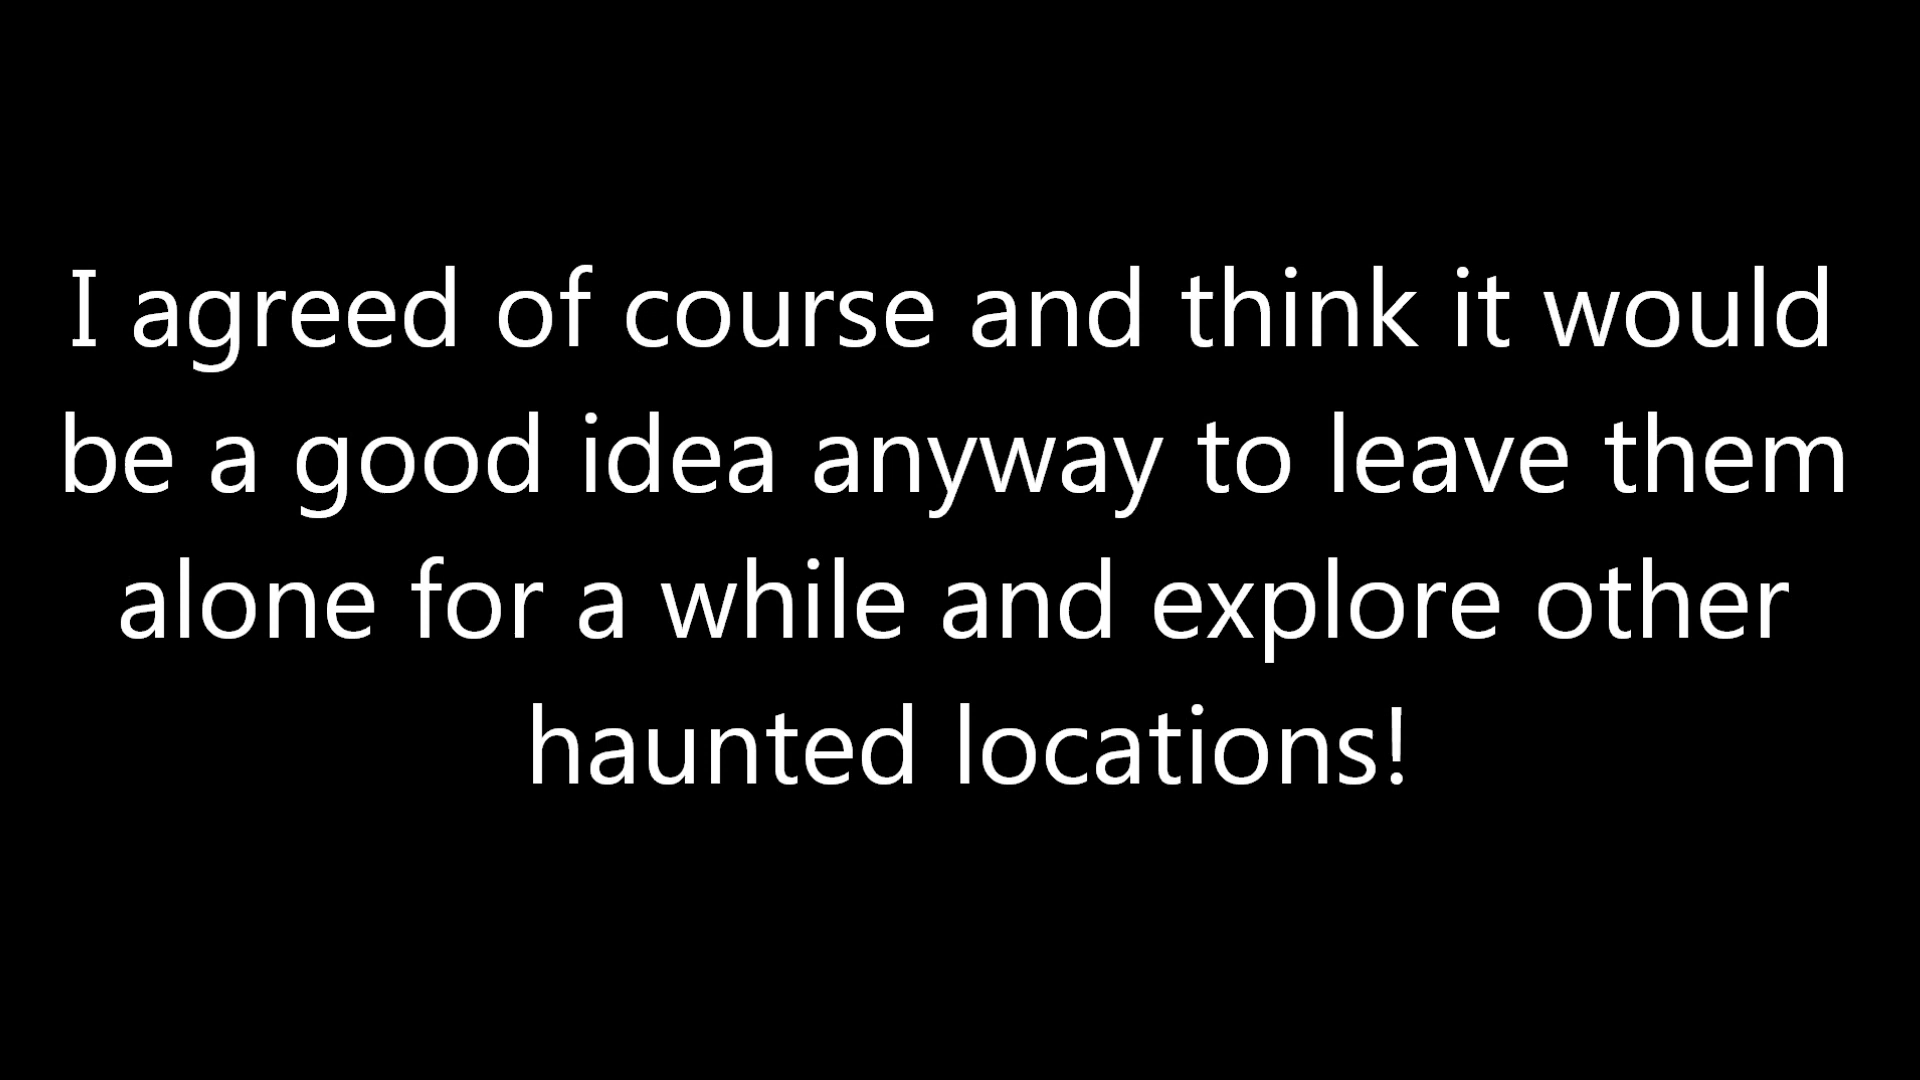 I agreed of course and think it would
be a good idea anyway to leave them
alone for a while and explore other
haunted locations!